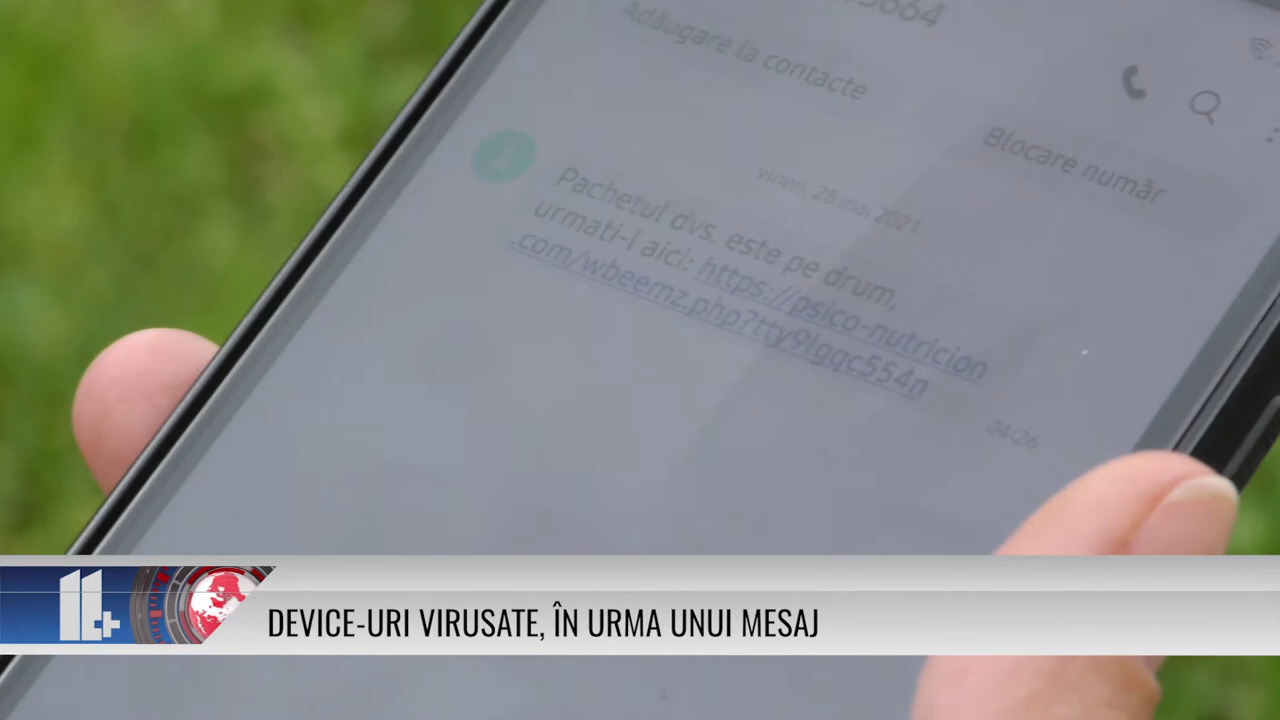 3664
Adăugare la contacte
Blocare număr
vineri, 28 mai 2021
Pachetul dvs. este pe drum,
urmati-l aici: https://psico-nutricion
.com/wbeemz.php?tty9lgqc554n
04:26
DEVICE-URI VIRUSATE, ÎN URMA UNUI MESAJ